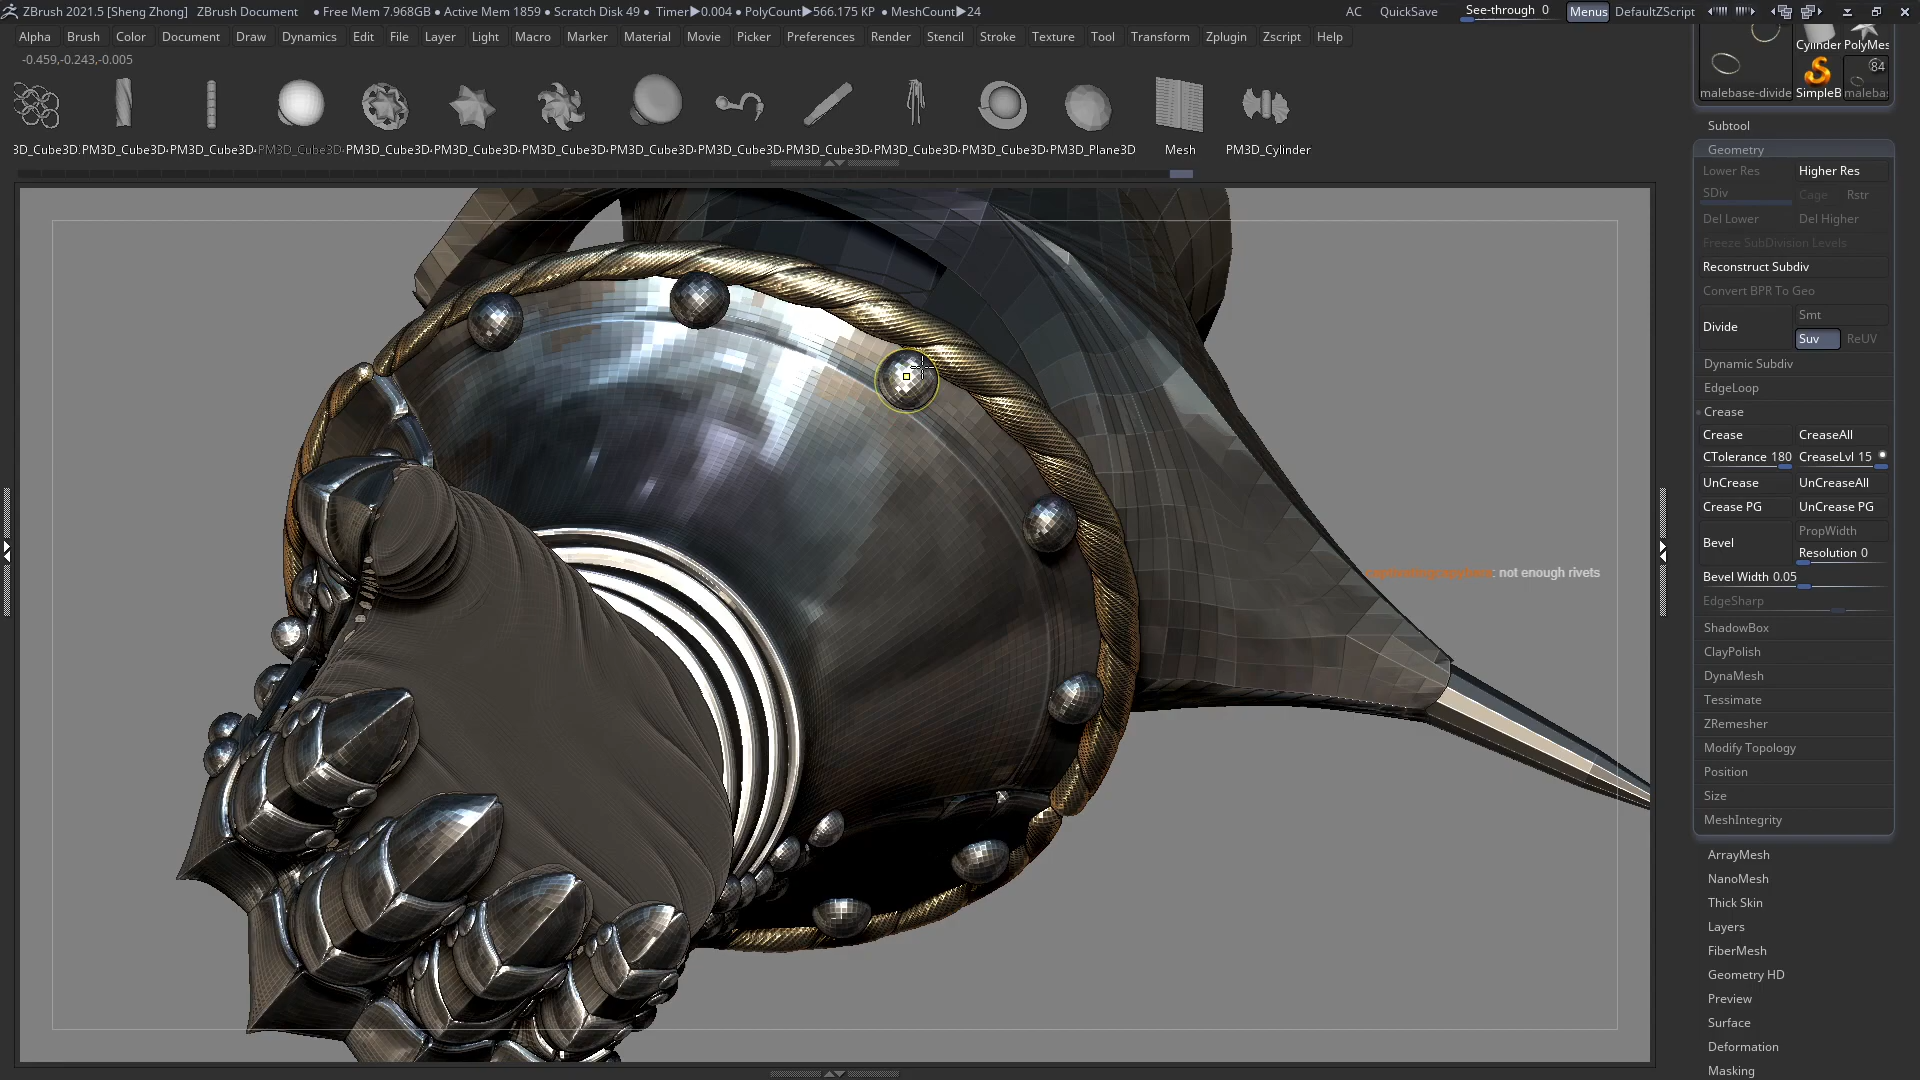 ZBrush 2021.5 [Sheng Zhong] ZBrush Document • Free Mem 7.968GB • Active Mem 1859 • Scratch Disk 49 • Timer▶0.004 • PolyCount▶566.175 KP • MeshCount▶24
AC QuickSave See-through 0 Menus DefaultZScript
Alpha Brush Color Document Draw Dynamics Edit File Layer Light Macro Marker Material Movie Picker Preferences Render Stencil Stroke Texture Tool Transform Zplugin Zscript Help
-0.459,-0.243,-0.005
3D_Cube3D PM3D_Cube3D PM3D_Cube3D PM3D_Cube3D PM3D_Cube3D PM3D_Cube3D PM3D_Cube3D PM3D_Cube3D PM3D_Cube3D PM3D_Cube3D PM3D_Cube3D PM3D_Cube3D PM3D_Plane3D Mesh PM3D_Cylinder
Cylinder PolyMes
84
malebase-divide SimpleB malebas
Subtool
Geometry
Lower Res Higher Res
SDiv Cage Rstr
Del Lower Del Higher
Freeze SubDivision Levels
Reconstruct Subdiv
Convert BPR To Geo
Divide Smt
Suv ReUV
Dynamic Subdiv
EdgeLoop
Crease
Crease CreaseAll
CTolerance 180 CreaseLvl 15
UnCrease UnCreaseAll
Crease PG UnCrease PG
Bevel PropWidth
Resolution 0
Bevel Width 0.05
EdgeSharp
ShadowBox
ClayPolish
DynaMesh
Tessimate
ZRemesher
Modify Topology
Position
Size
MeshIntegrity
ArrayMesh
NanoMesh
Thick Skin
Layers
FiberMesh
Geometry HD
Preview
Surface
Deformation
Masking
: not enough rivets